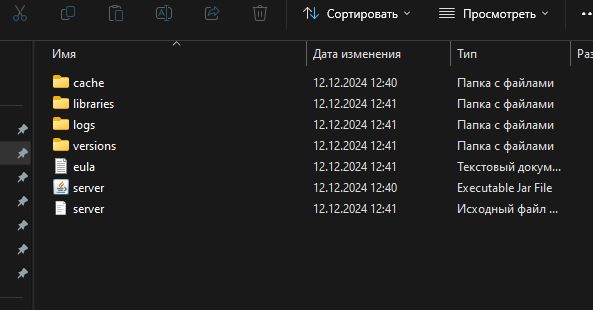 Сортировать Просмотреть
Имя Дата изменения Тип Ра
cache 12.12.2024 12:40 Папка с файлами
libraries 12.12.2024 12:41 Папка с файлами
logs 12.12.2024 12:41 Папка с файлами
versions 12.12.2024 12:41 Папка с файлами
eula 12.12.2024 12:41 Текстовый докум...
server 12.12.2024 12:40 Executable Jar File
server 12.12.2024 12:41 Исходный файл ...